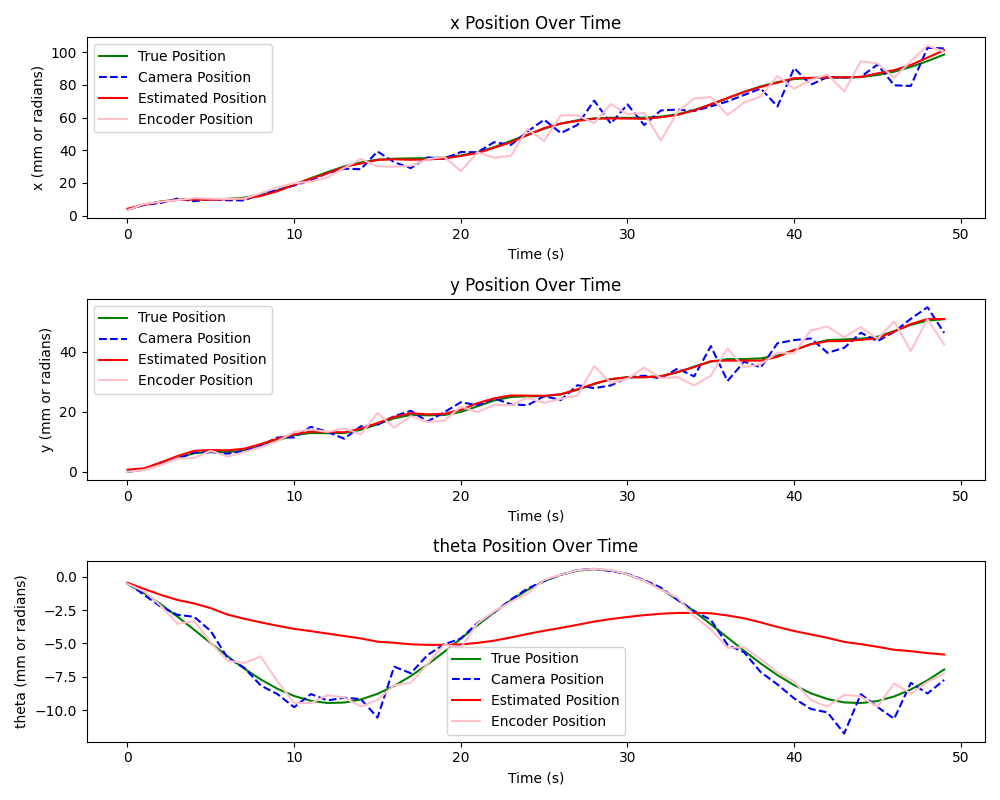 x Position Over Time
100
80
60
40
20
0
x (mm or radians)
True Position
Camera Position
Estimated Position
Encoder Position
0 10 20 30 40 50
Time (s)
y Position Over Time
40
20
0
y (mm or radians)
True Position
Camera Position
Estimated Position
Encoder Position
0 10 20 30 40 50
Time (s)
theta Position Over Time
0.0
−2.5
−5.0
−7.5
−10.0
theta (mm or radians)
True Position
Camera Position
Estimated Position
Encoder Position
0 10 20 30 40 50
Time (s)